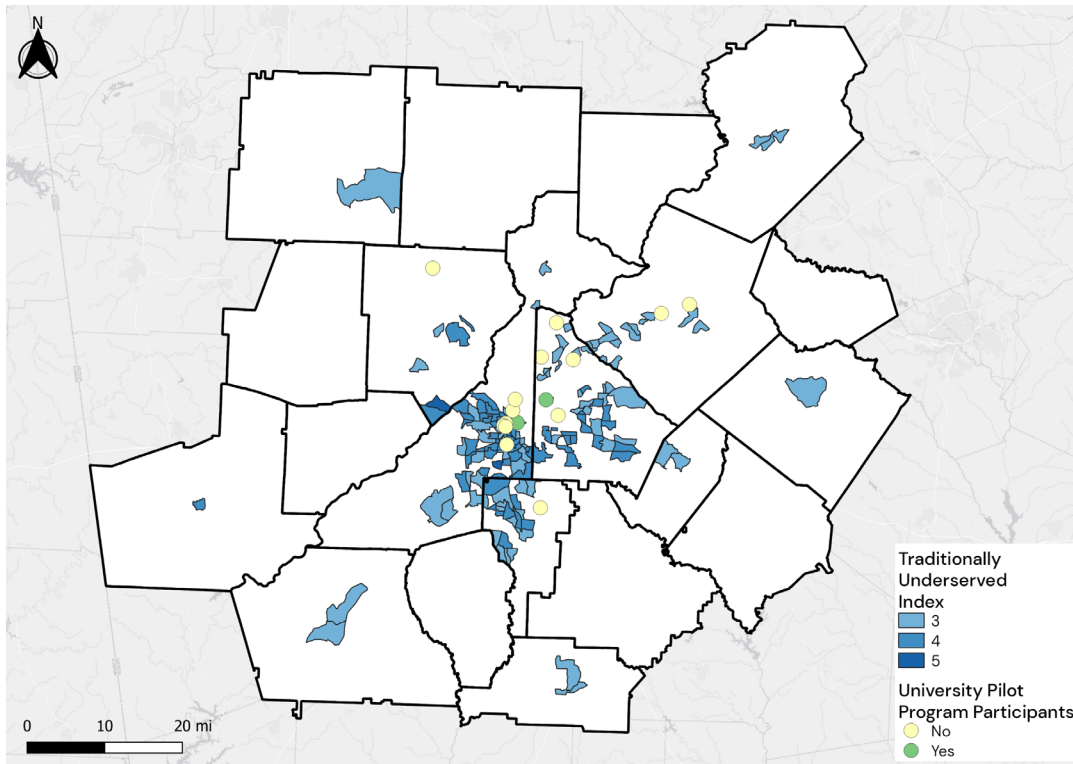 N
Traditionally
Underserved
Index
3
4
5
University Pilot
Program Participants
No
Yes
0 10 20 mi